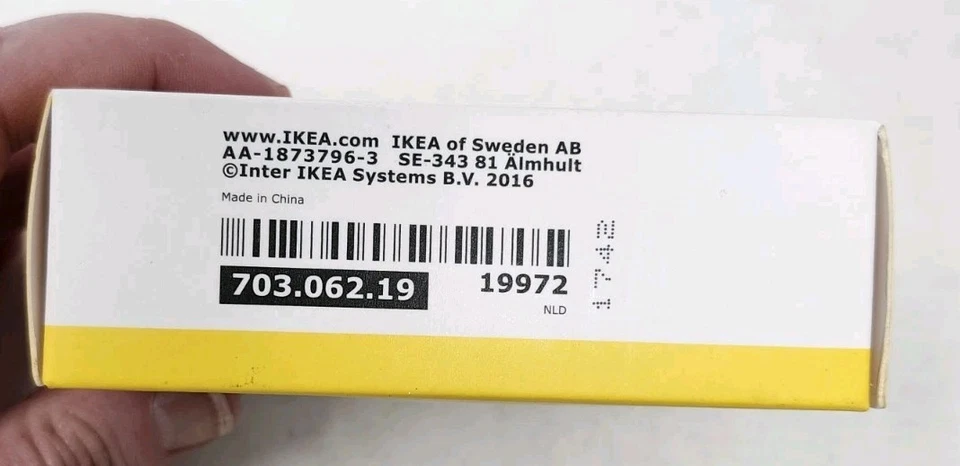 www.IKEA.com IKEA of Sweden AB
AA-1873796-3 SE-343 81 Älmhult
©Inter IKEA Systems B.V. 2016
Made in China
703.062.19 19972
NLD
1742